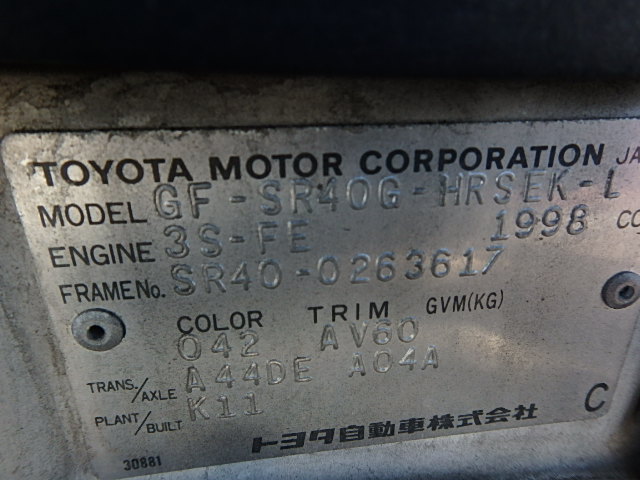 TOYOTA MOTOR CORPORATION JA
MODEL GF-SR40G-HRSEK-L
ENGINE 3S-FE 1998 CC
FRAME No. SR40-0263617
COLOR TRIM GVM(KG)
042 AV60
TRANS./AXLE A44DE A04A
PLANT/BUILT K11
トヨタ自動車株式会社 C
30881